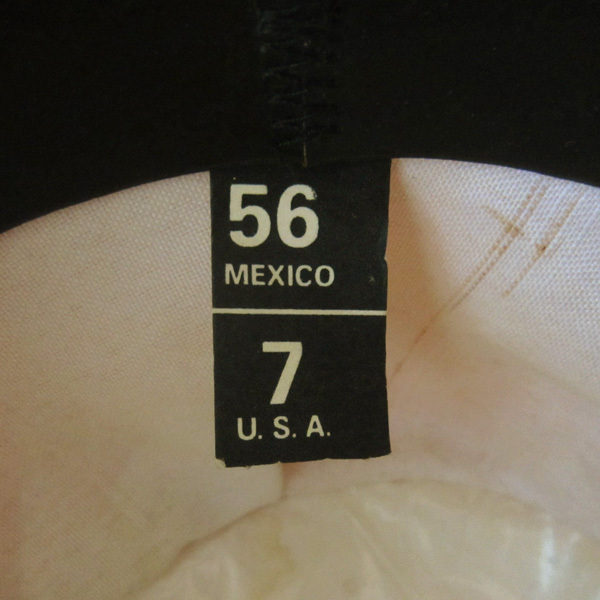 56
MEXICO
7
U. S. A.